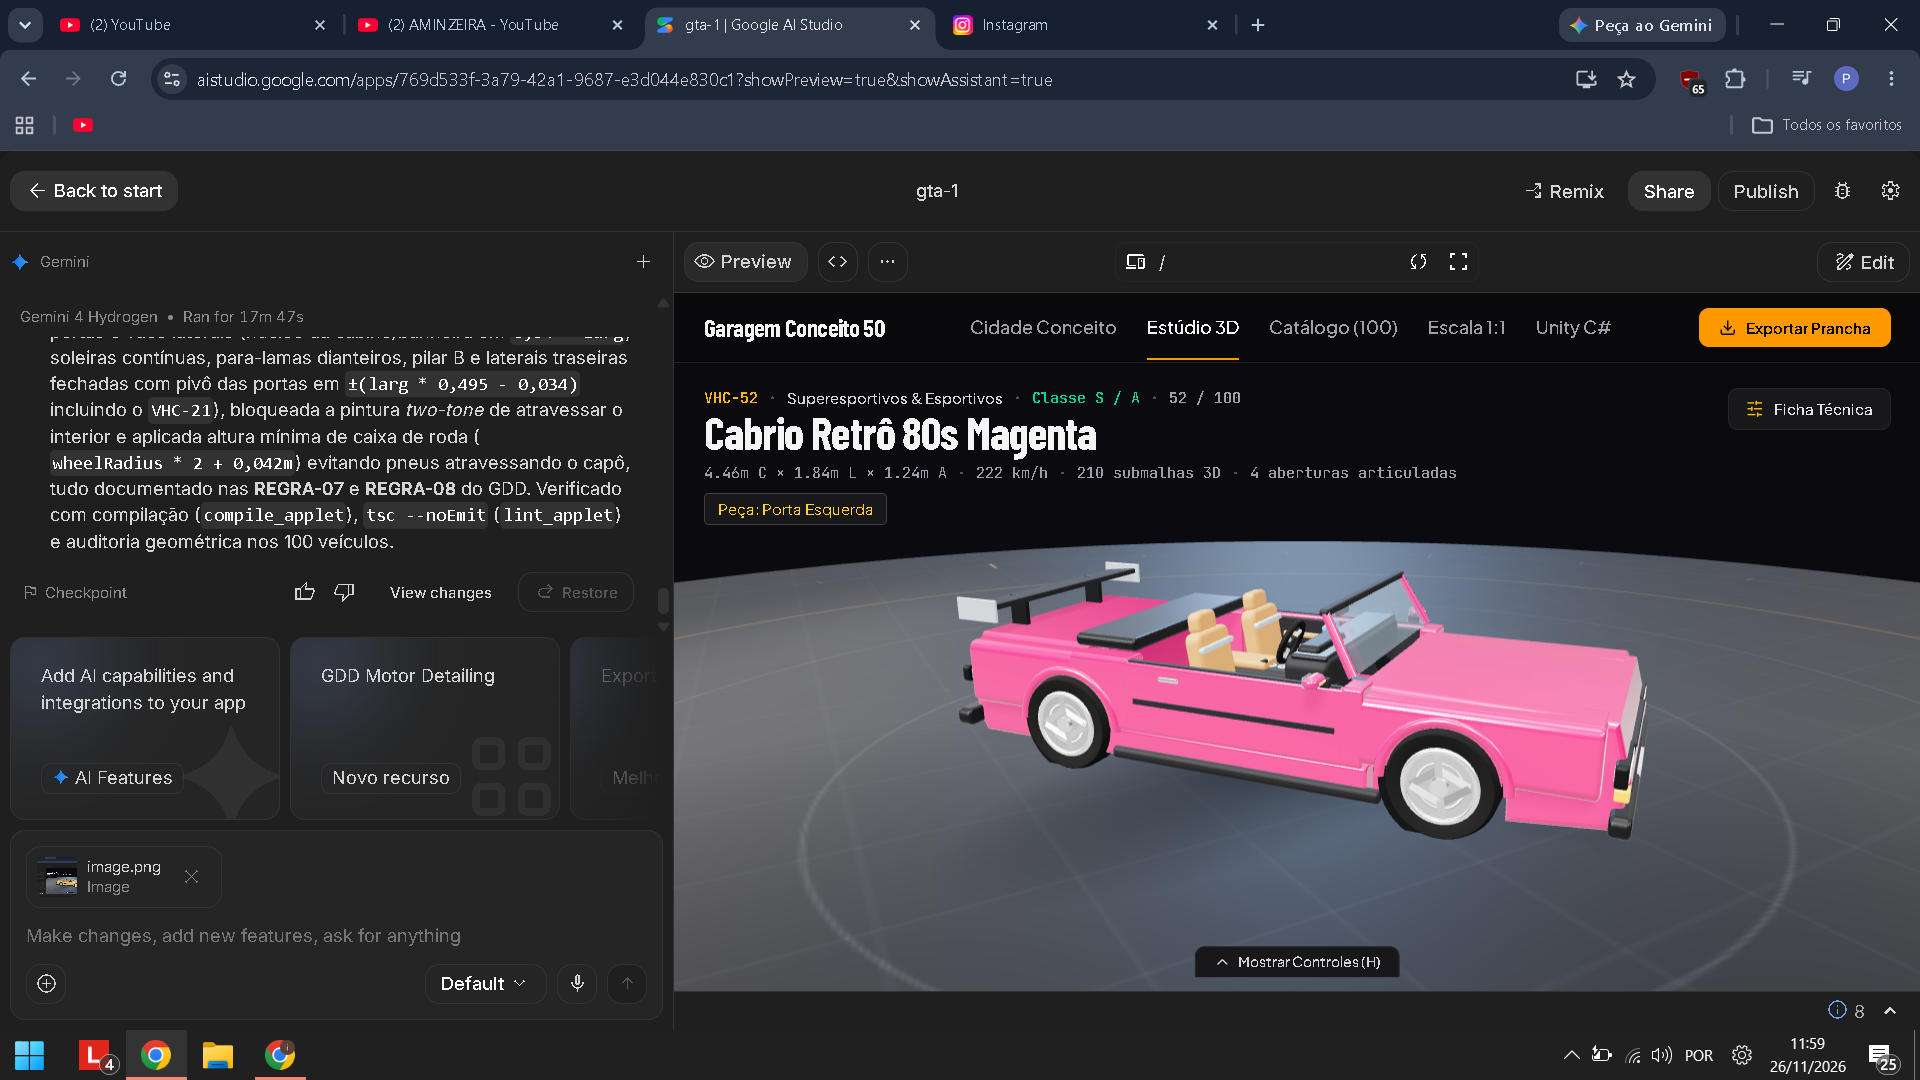 (2) YouTube
(2) AMINZEIRA - YouTube
gta-1 | Google AI Studio
Instagram
Peça ao Gemini
aistudio.google.com/apps/769d533f-3a79-42a1-9687-e3d044e830c1?showPreview=true&showAssistant=true
65
P
Todos os favoritos
Back to start
gta-1
Remix
Share
Publish
Gemini
Preview
/
Edit
Gemini 4 Hydrogen • Ran for 17m 47s
soleiras contínuas, para-lamas dianteiros, pilar B e laterais traseiras
fechadas com pivô das portas em ±(larg * 0,495 - 0,034)
incluindo o VHC-21), bloqueada a pintura two-tone de atravessar o
interior e aplicada altura mínima de caixa de roda (
wheelRadius * 2 + 0,042m) evitando pneus atravessando o capô,
tudo documentado nas REGRA-07 e REGRA-08 do GDD. Verificado
com compilação (compile_applet), tsc --noEmit (lint_applet)
e auditoria geométrica nos 100 veículos.
Checkpoint
View changes
Restore
Add AI capabilities and
integrations to your app
AI Features
GDD Motor Detailing
Novo recurso
Export
Melh
image.png
Image
Make changes, add new features, ask for anything
Default
Garagem Conceito 50
Cidade Conceito
Estúdio 3D
Catálogo (100)
Escala 1:1
Unity C#
Exportar Prancha
VHC-52 · Superesportivos & Esportivos · Classe S / A · 52 / 100
Cabrio Retrô 80s Magenta
4.46m C × 1.84m L × 1.24m A · 222 km/h · 210 submalhas 3D · 4 aberturas articuladas
Peça: Porta Esquerda
Ficha Técnica
Mostrar Controles (H)
8
L
4
POR
11:59
26/11/2026
25